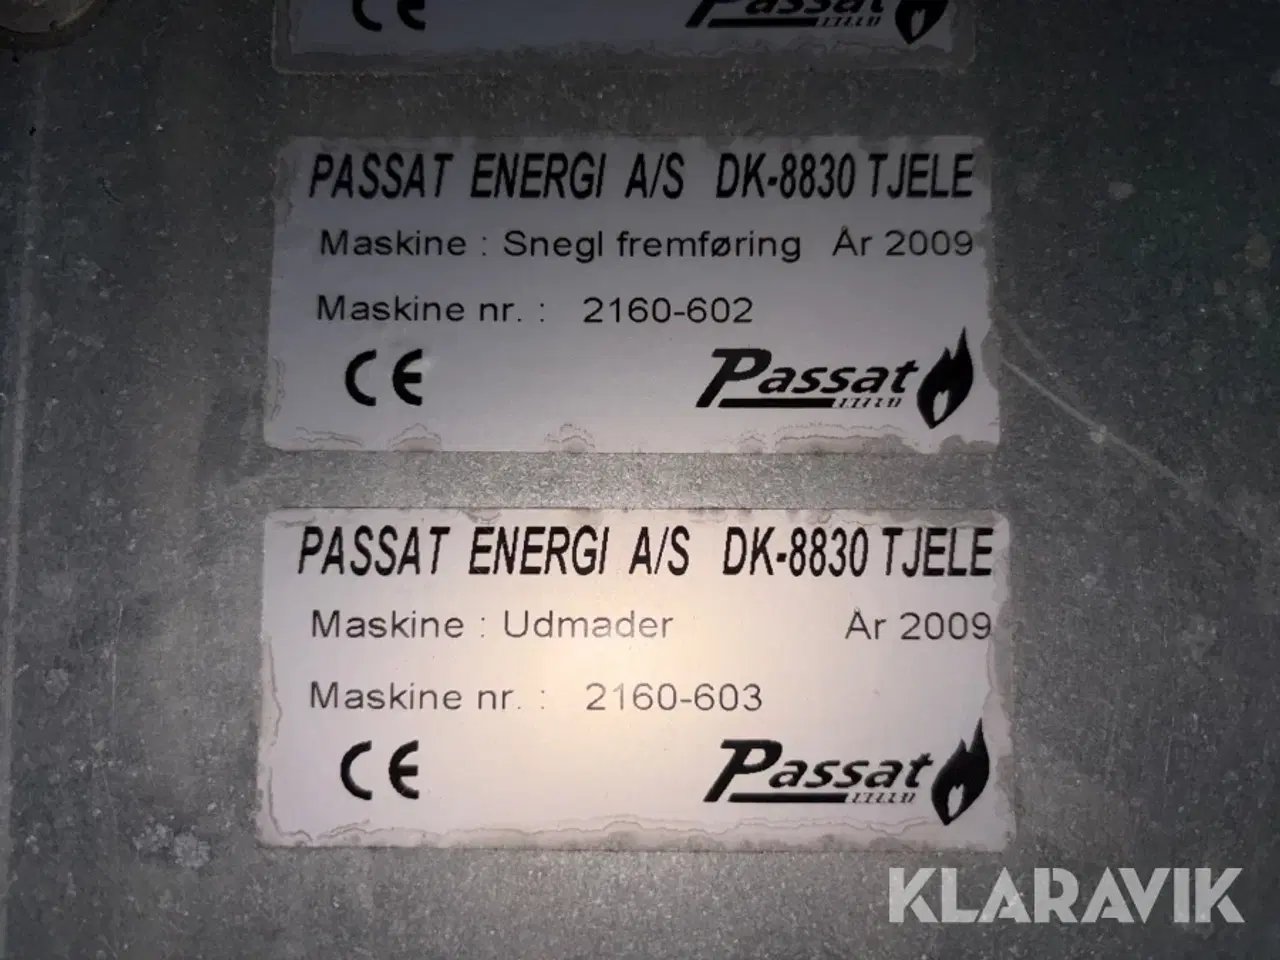 CE Passat
PASSAT ENERGI A/S DK-8830 TJELE
Maskine : Snegl fremføring År 2009
Maskine nr. : 2160-602
CE Passat
PASSAT ENERGI A/S DK-8830 TJELE
Maskine : Udmader År 2009
Maskine nr. : 2160-603
CE Passat
KLARAVIK